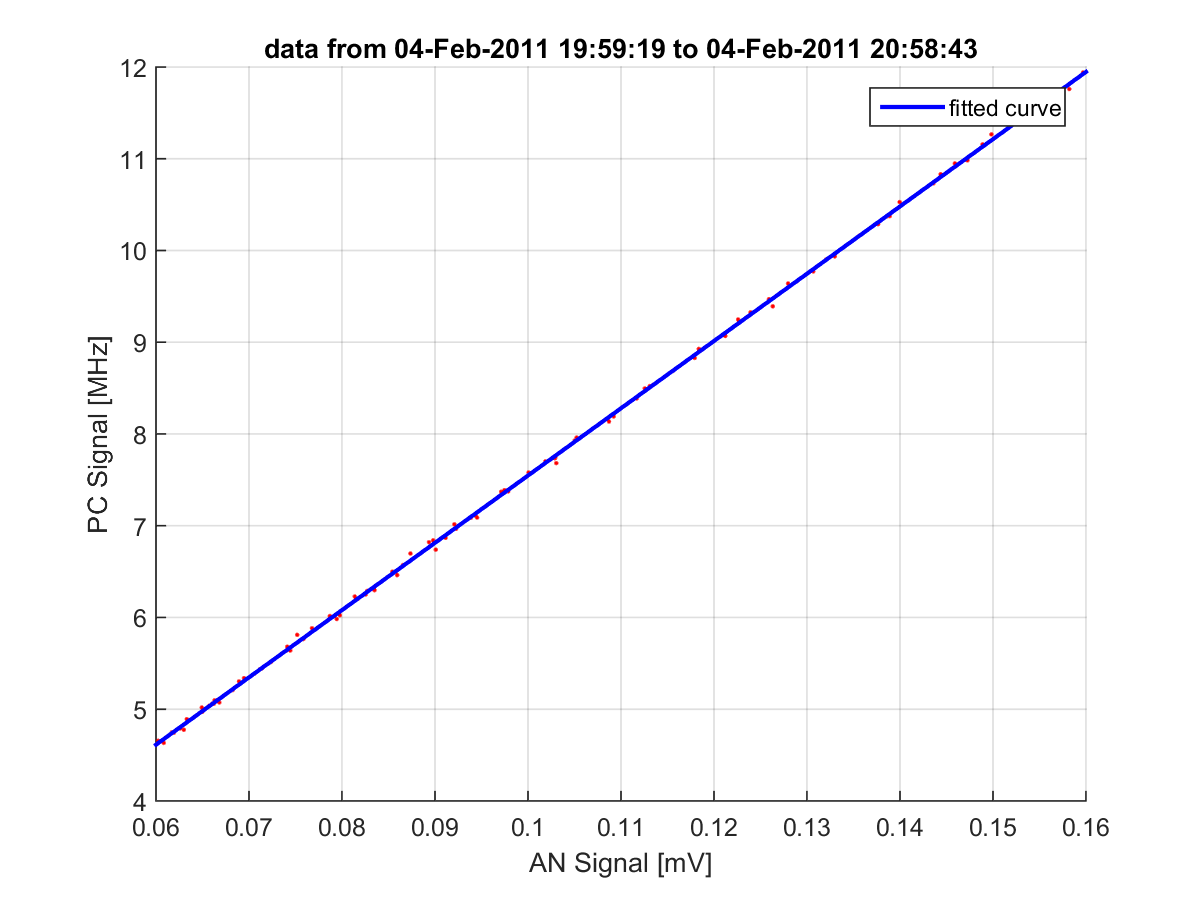 data from 04-Feb-2011 19:59:19 to 04-Feb-2011 20:58:43
fitted curve
PC Signal [MHz]
12
11
10
9
8
7
6
5
4
0.06 0.07 0.08 0.09 0.1 0.11 0.12 0.13 0.14 0.15 0.16
AN Signal [mV]